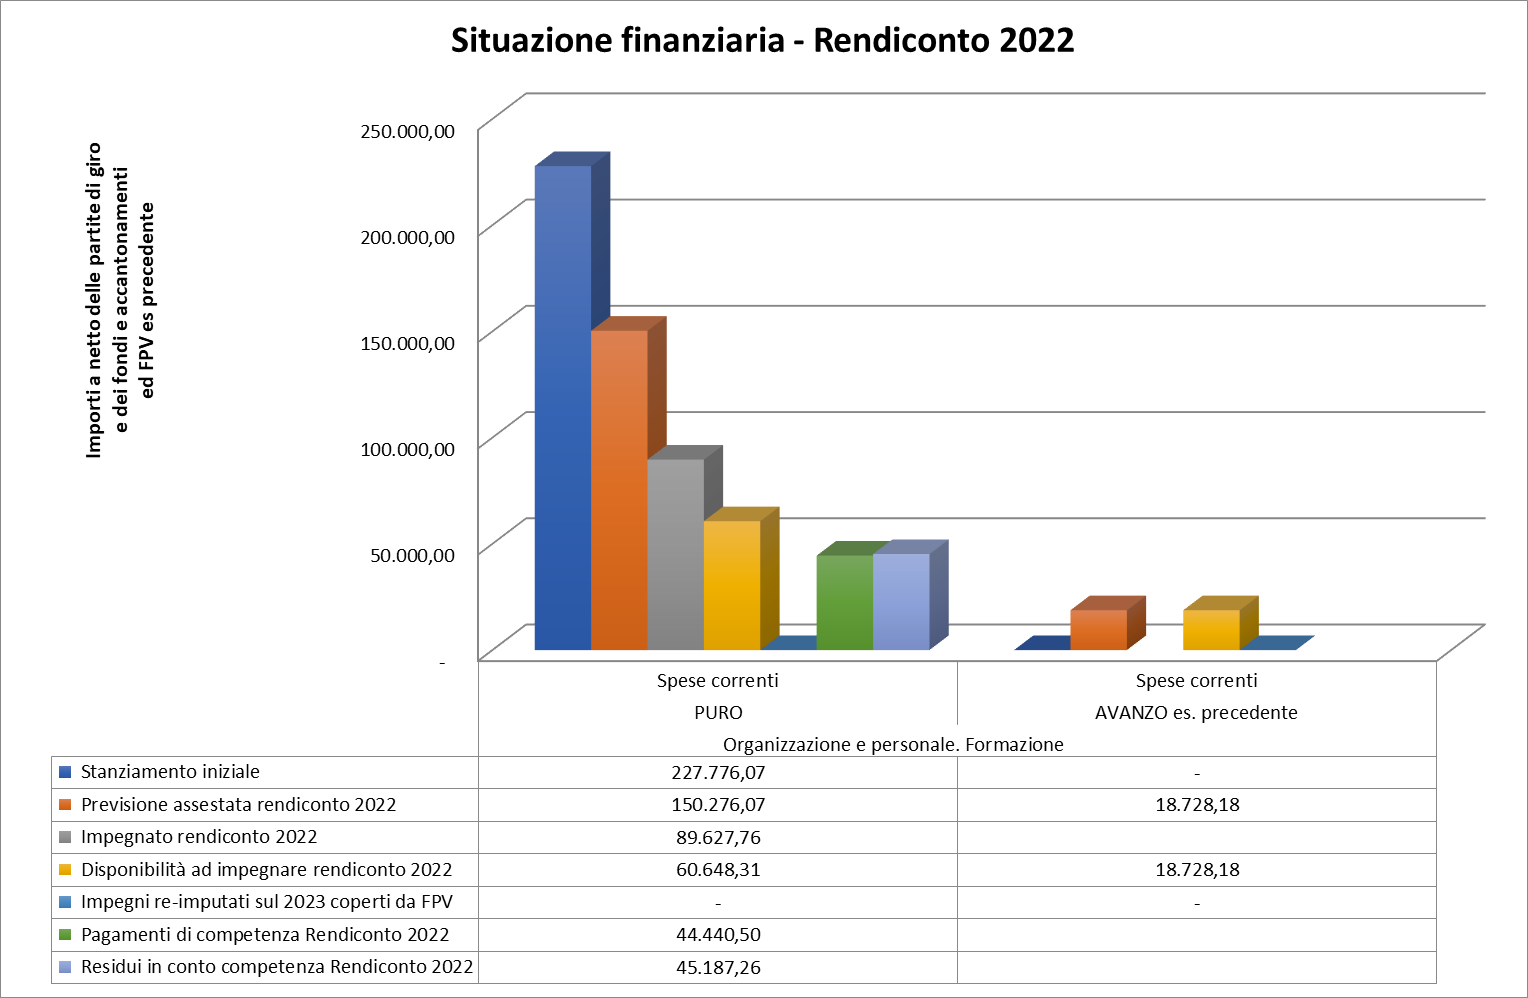 Situazione finanziaria - Rendiconto 2022
Importi a netto delle partite di giro
e dei fondi e accantonamenti
ed FPV es precedente
250.000,00
200.000,00
150.000,00
100.000,00
50.000,00
-
Spese correnti Spese correnti
PURO AVANZO es. precedente
Organizzazione e personale. Formazione
Stanziamento iniziale 227.776,07 -
Previsione assestata rendiconto 2022 150.276,07 18.728,18
Impegnato rendiconto 2022 89.627,76
Disponibilità ad impegnare rendiconto 2022 60.648,31 18.728,18
Impegni re-imputati sul 2023 coperti da FPV - -
Pagamenti di competenza Rendiconto 2022 44.440,50
Residui in conto competenza Rendiconto 2022 45.187,26